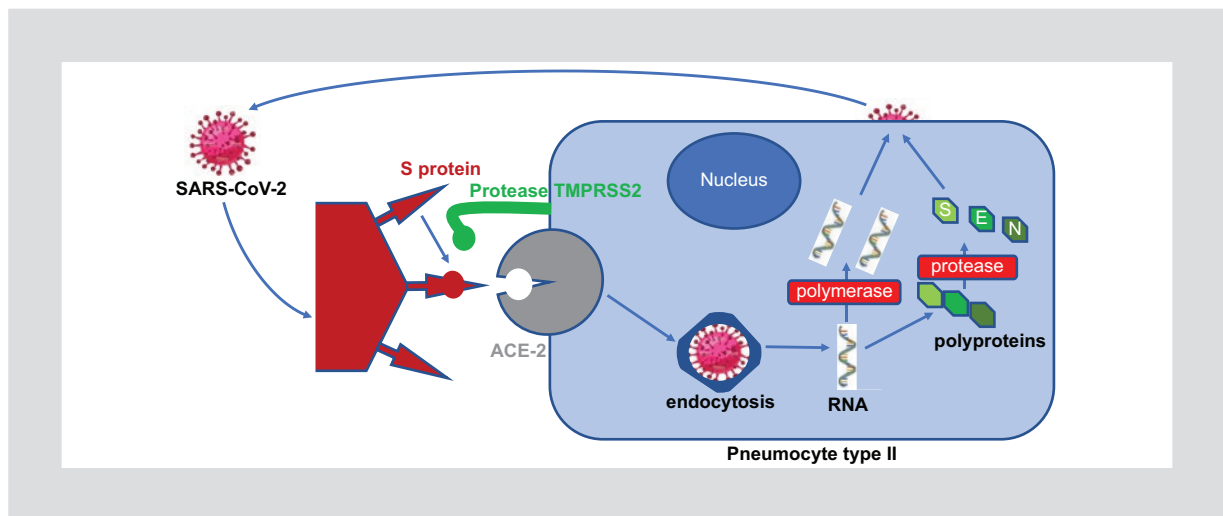 SARS-CoV-2
S protein
Protease TMPRSS2
ACE-2
Nucleus
endocytosis
RNA
polymerase
S
E
N
protease
polyproteins
Pneumocyte type II